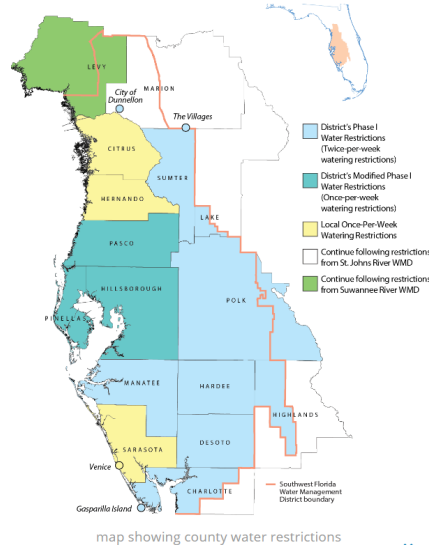 LEVY
MARION
City of
Dunnellon
The Villages
CITRUS
SUMTER
HERNANDO
LAKE
PASCO
HILLSBOROUGH
POLK
PINELLAS
MANATEE
HARDEE
HIGHLANDS
SARASOTA
DESOTO
Venice
CHARLOTTE
Gasparilla Island
District's Phase I
Water Restrictions
(Twice-per-week
watering restrictions)
District's Modified Phase I
Water Restrictions
(Once-per-week
watering restrictions)
Local Once-Per-Week
Watering Restrictions
Continue following restrictions
from St. Johns River WMD
Continue following restrictions
from Suwannee River WMD
Southwest Florida
Water Management
District boundary
map showing county water restrictions